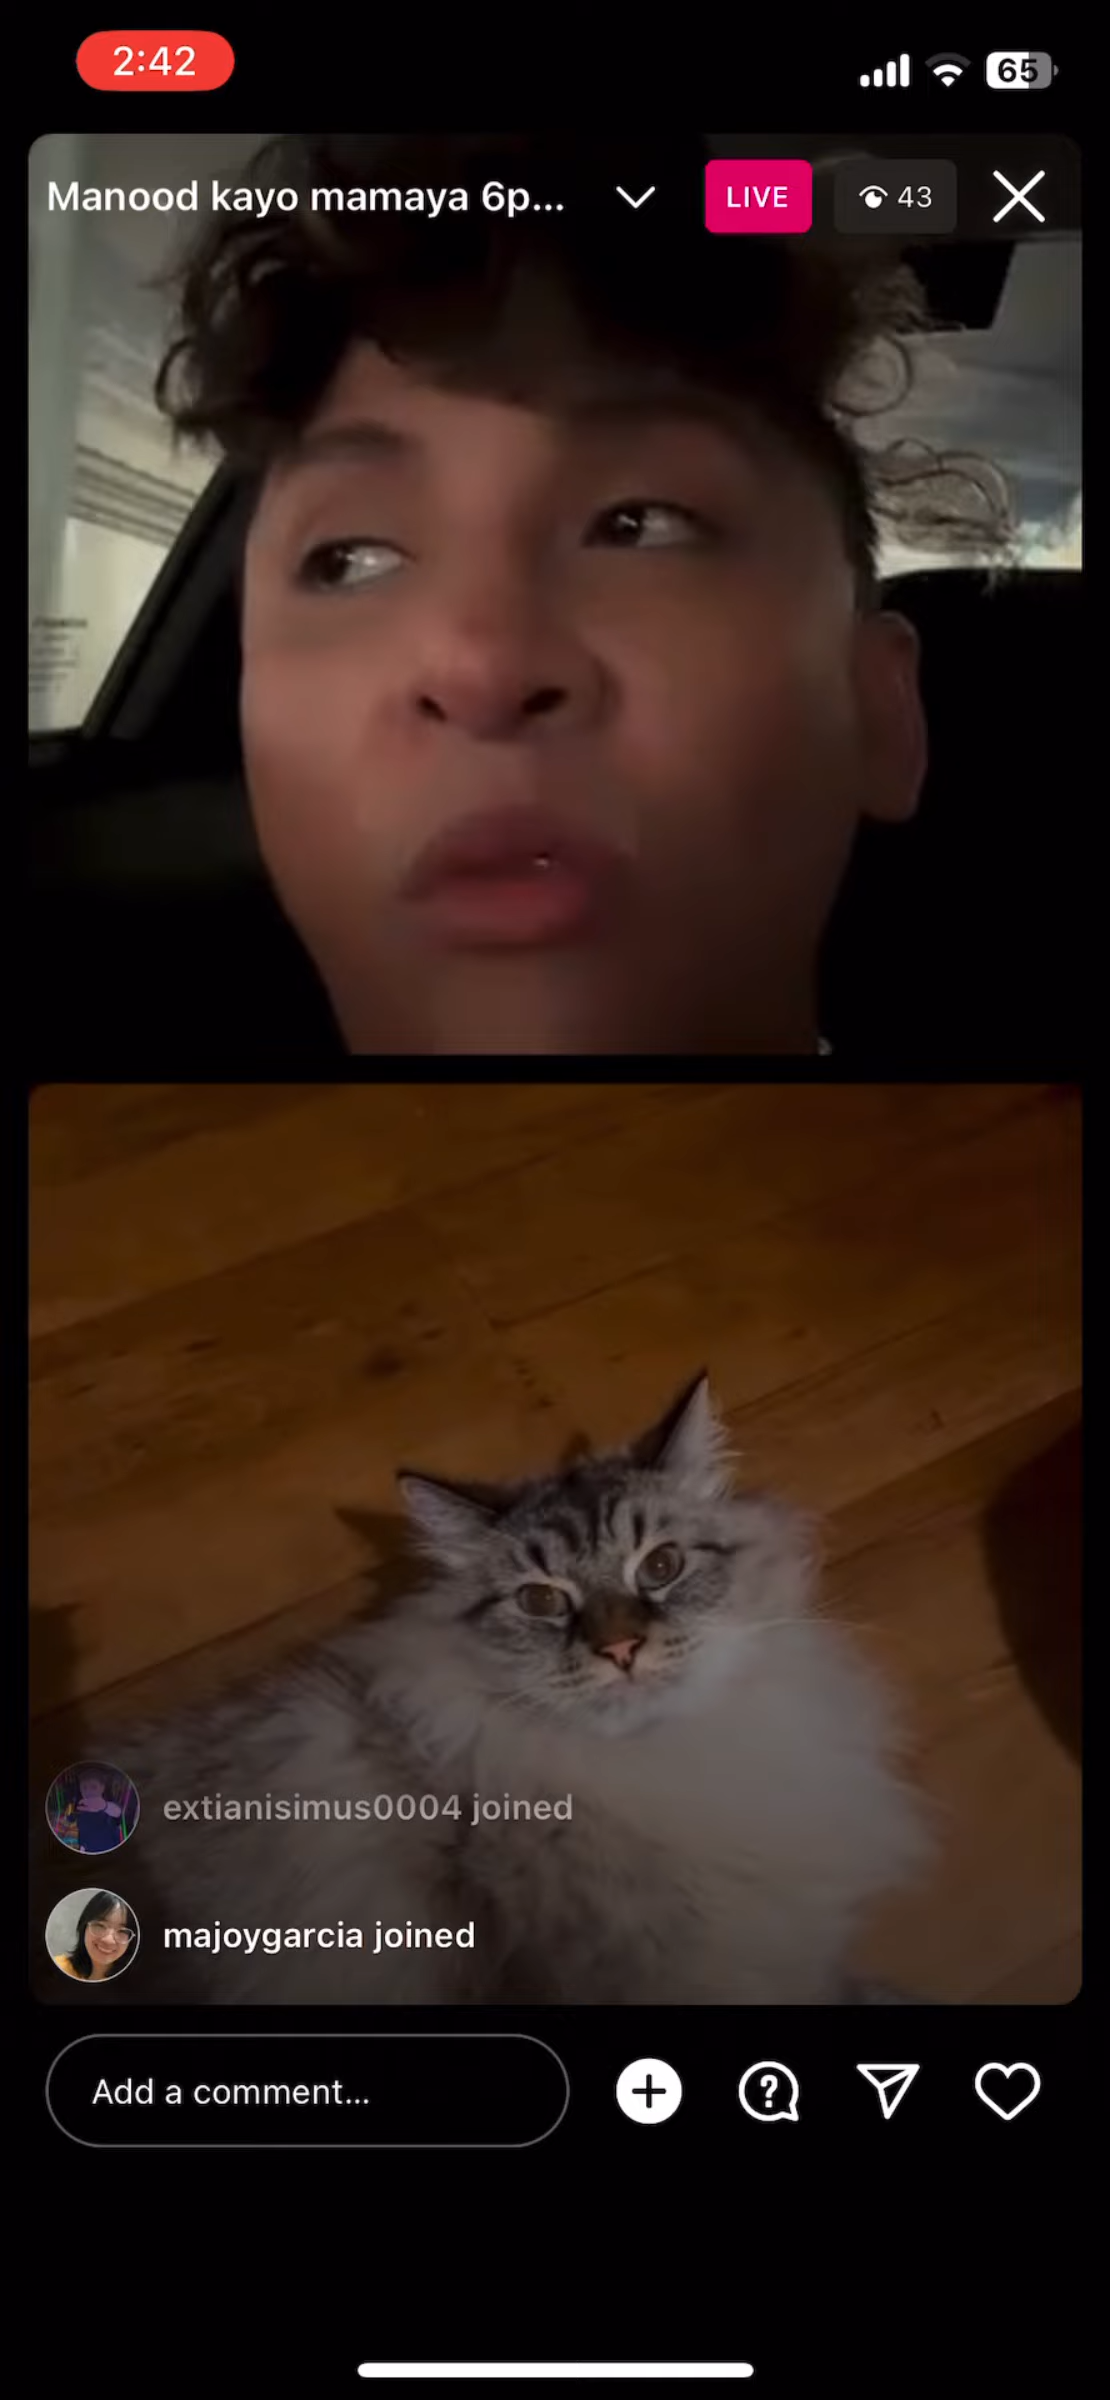 2:42
65
Manood kayo mamaya 6p...
LIVE
43
extianisimus0004 joined
majoygarcia joined
Add a comment...